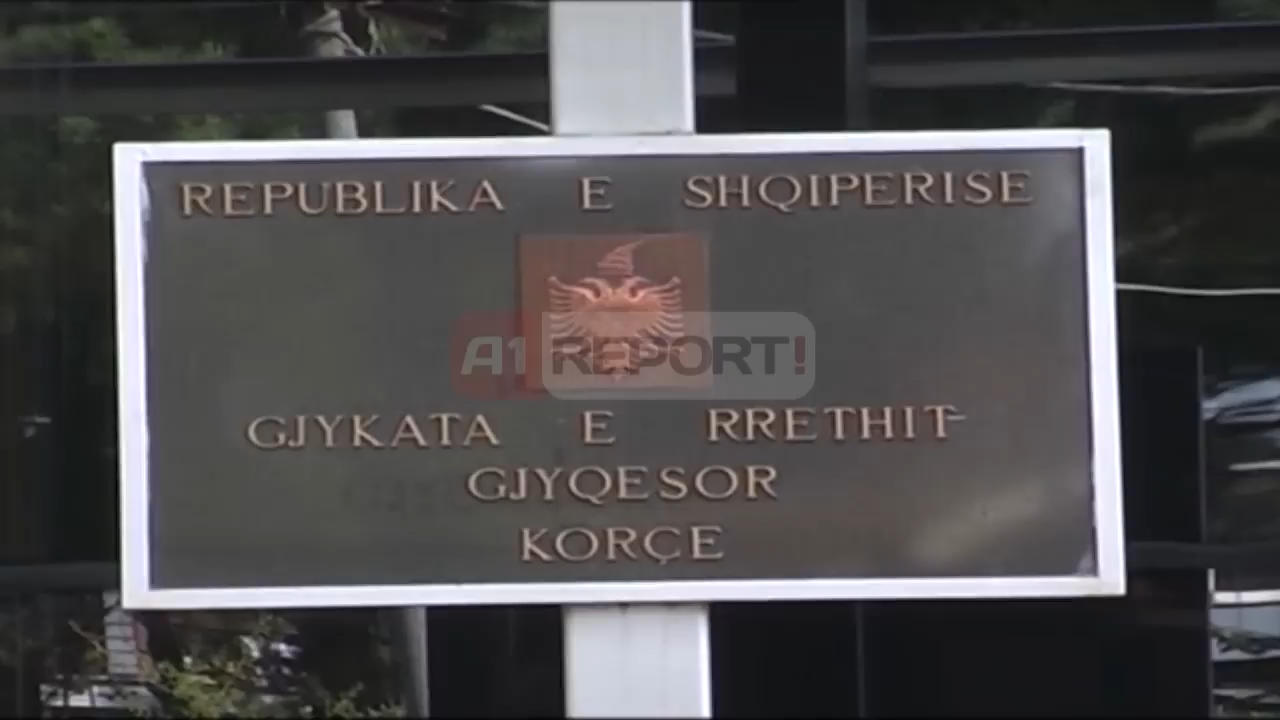 REPUBLIKA E SHQIPERISE
A1 REPORT!
GJYKATA E RRETHIT
GJYQESOR
KORÇE